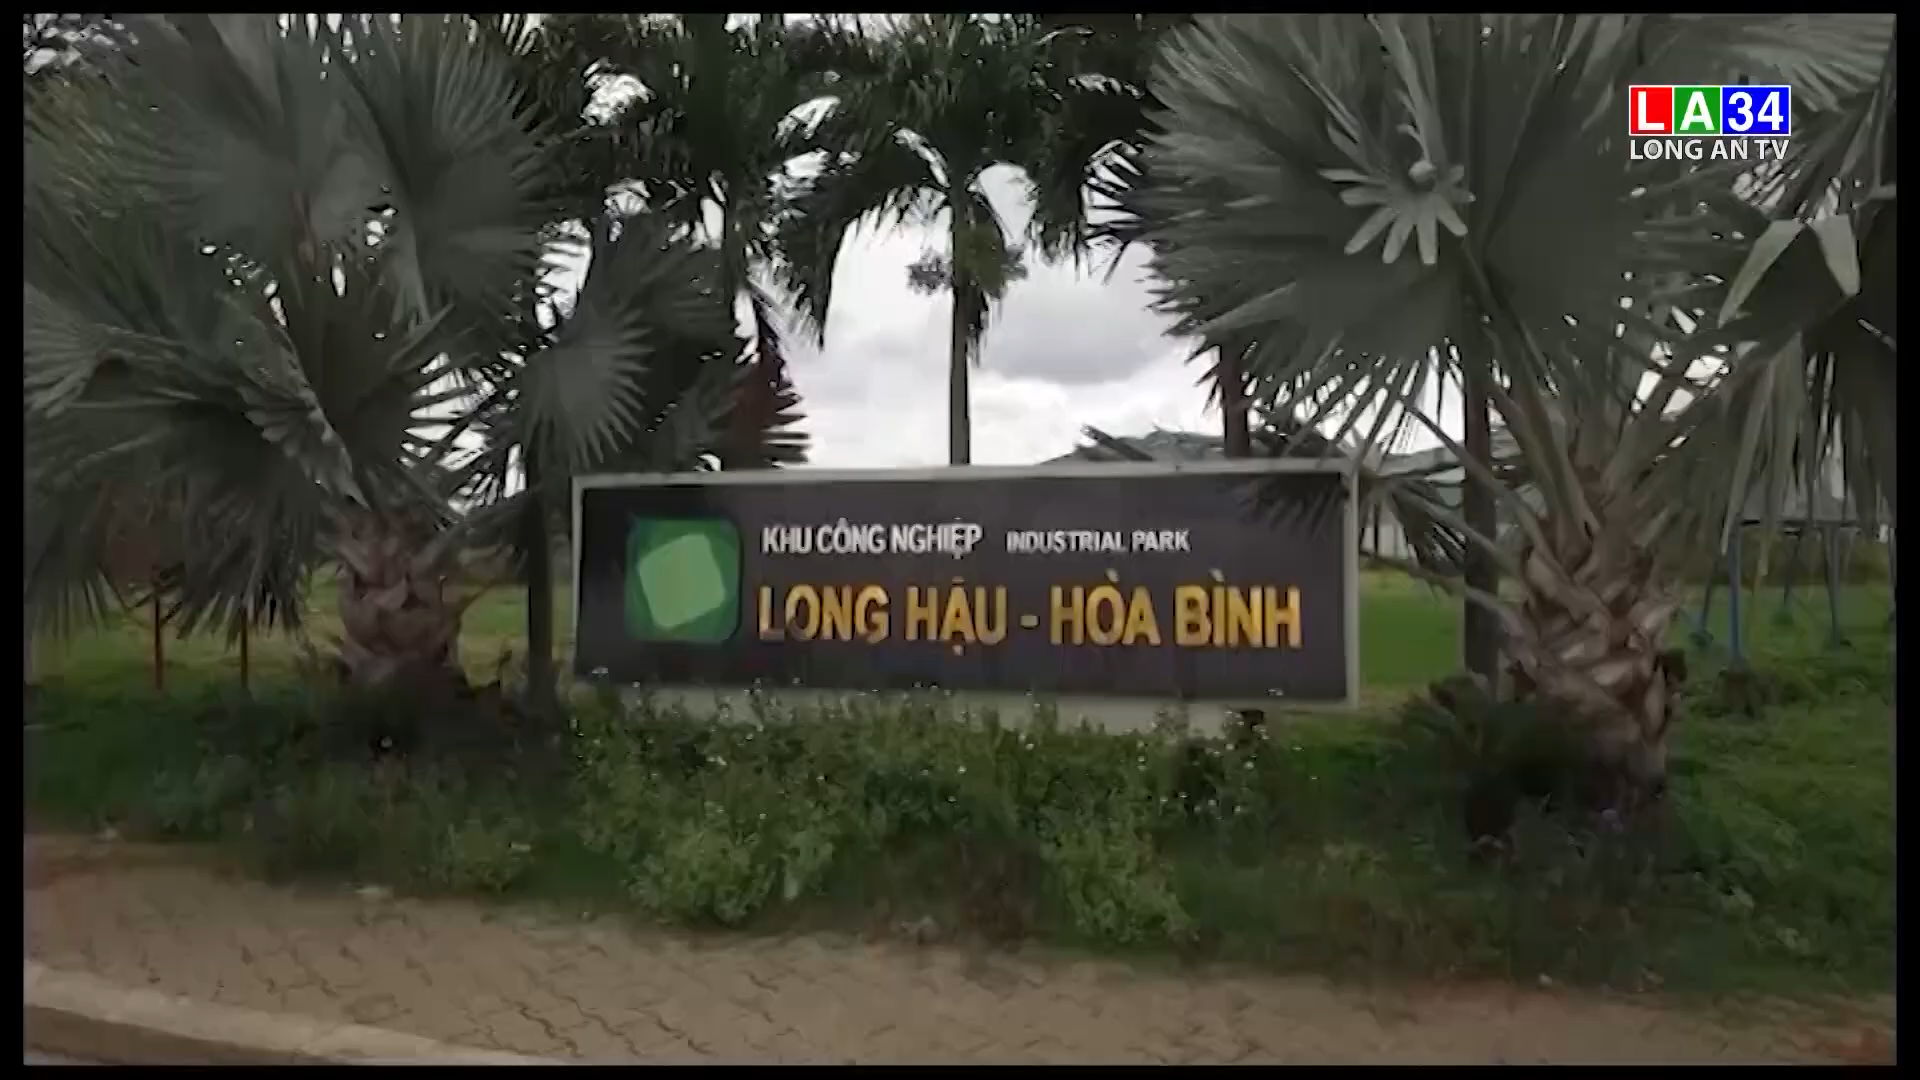 LA34
LONG AN TV
KHU CÔNG NGHIỆP INDUSTRIAL PARK
LONG HẬU - HÒA BÌNH